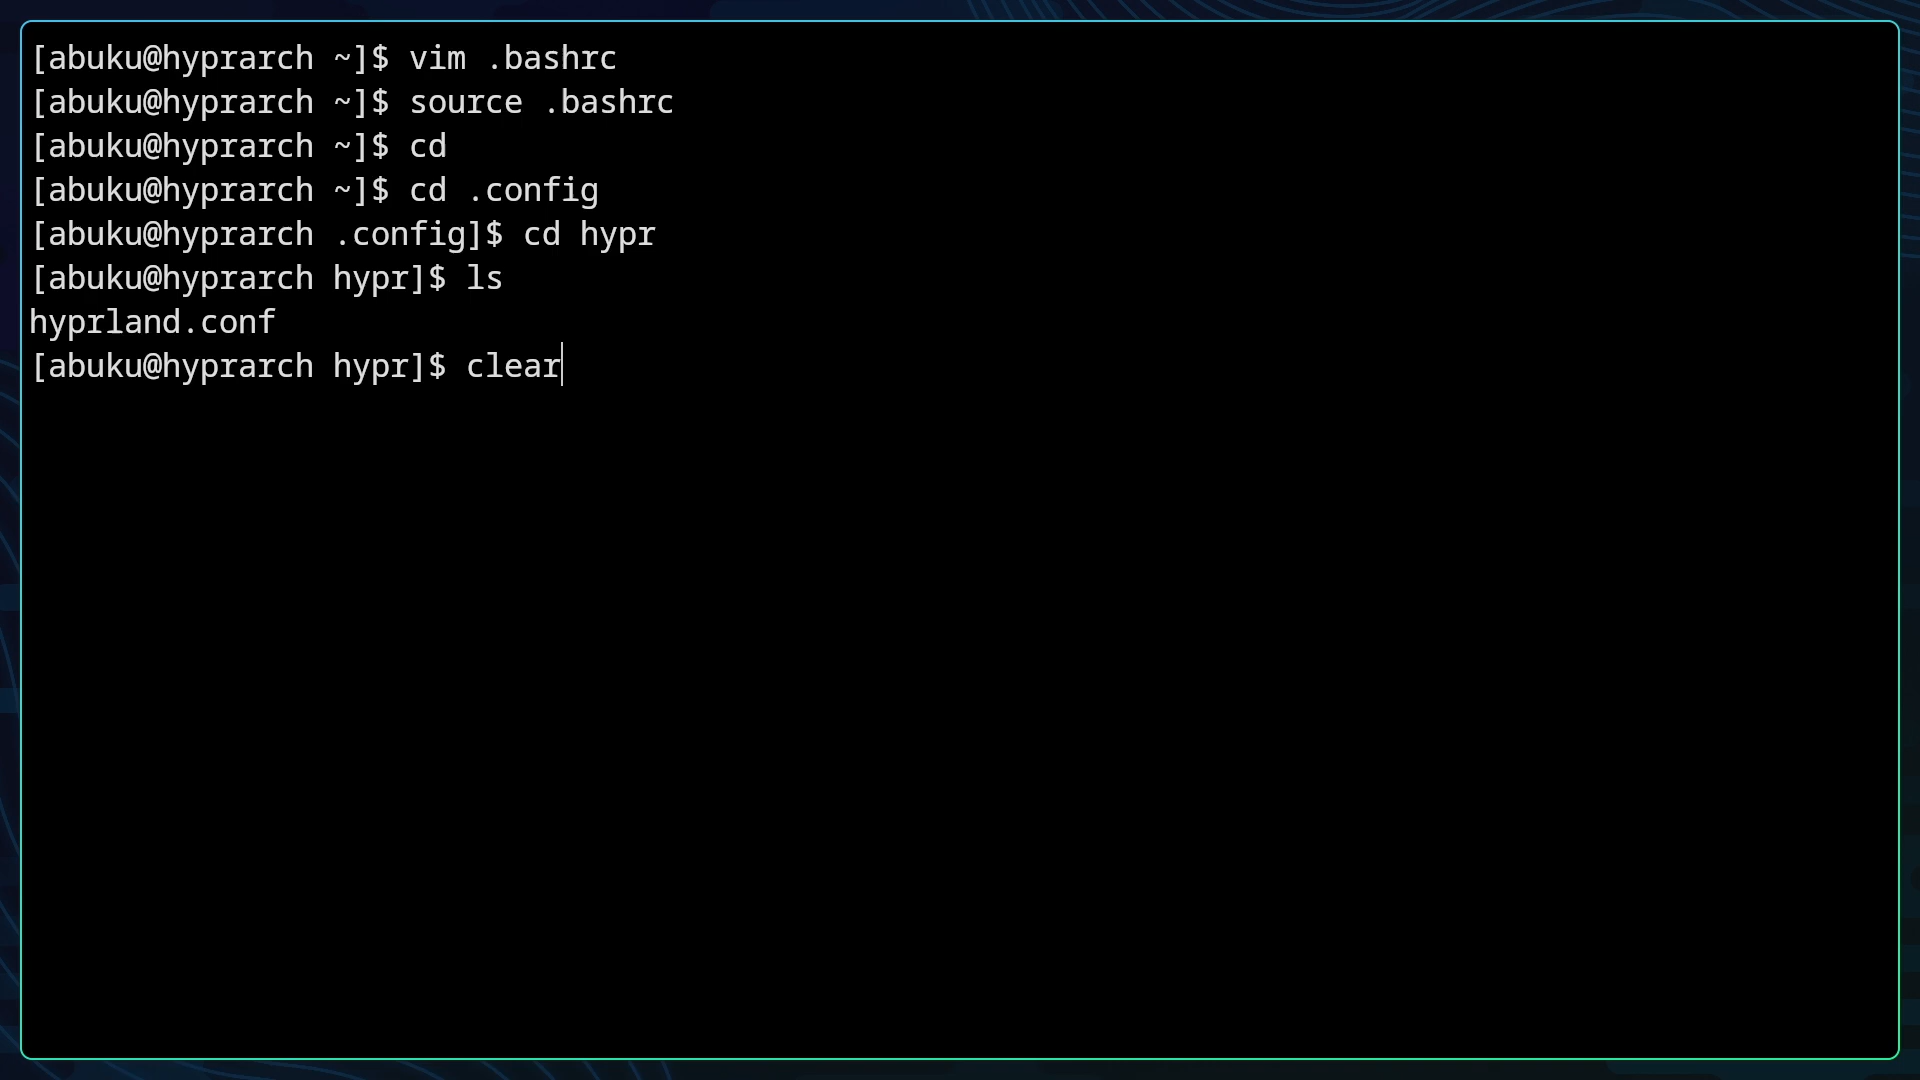 [abuku@hyprarch ~]$ vim .bashrc
[abuku@hyprarch ~]$ source .bashrc
[abuku@hyprarch ~]$ cd
[abuku@hyprarch ~]$ cd .config
[abuku@hyprarch .config]$ cd hypr
[abuku@hyprarch hypr]$ ls
hyprland.conf
[abuku@hyprarch hypr]$ clear